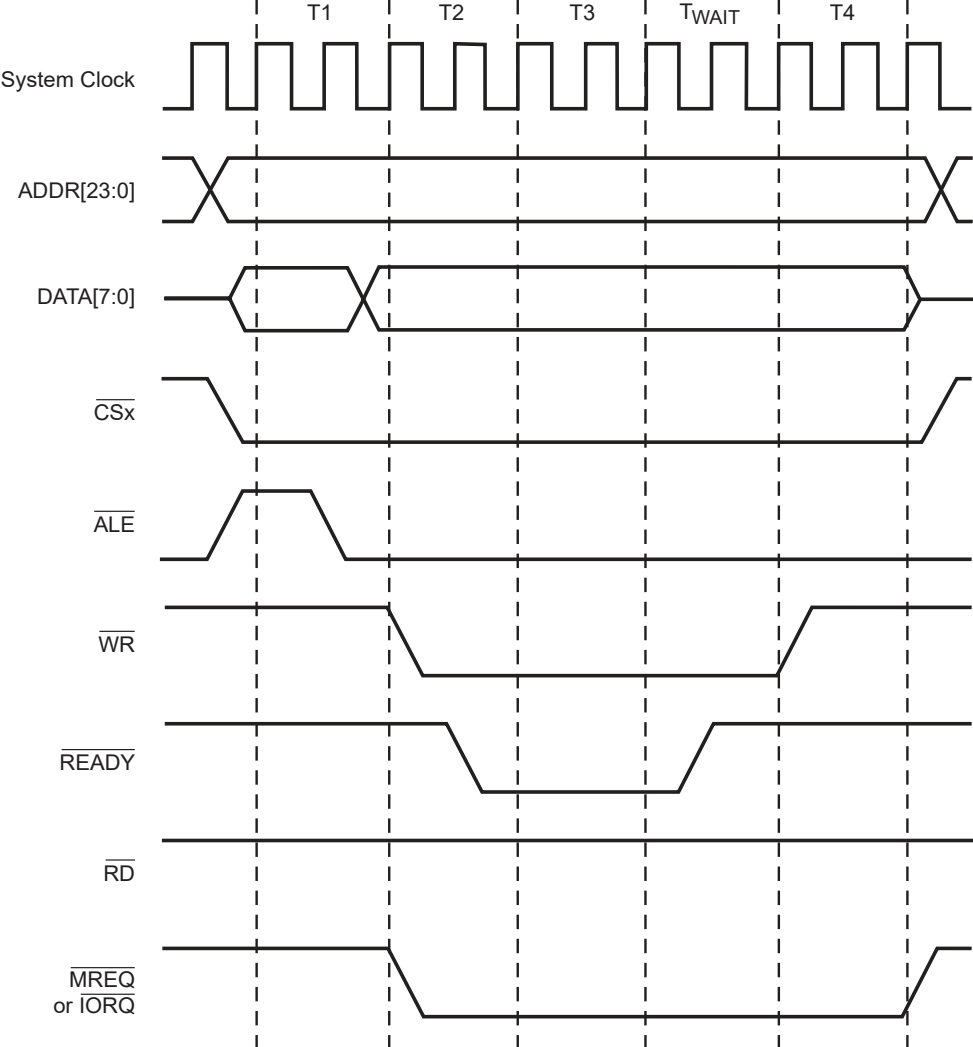 T1 T2 T3 TWAIT T4
System Clock
ADDR[23:0]
DATA[7:0]
CSx
ALE
WR
READY
RD
MREQ
or IORQ